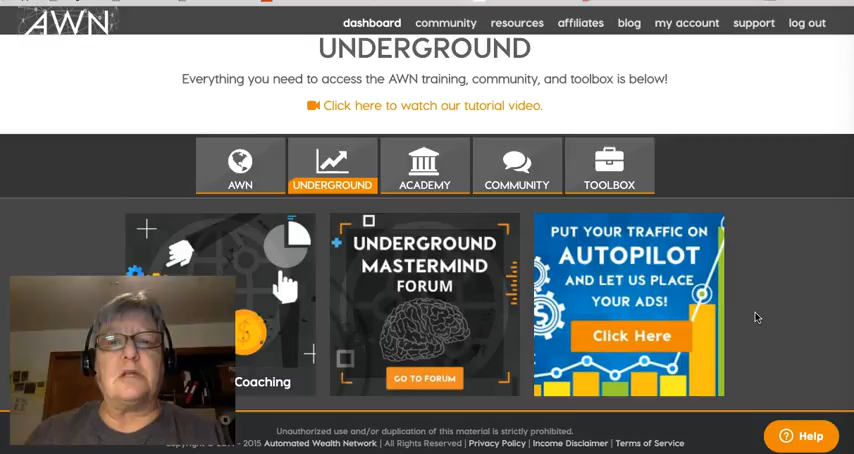 AWN
dashboard community resources affiliates blog my account support log out
UNDERGROUND
Everything you need to access the AWN training, community, and toolbox is below!
Click here to watch our tutorial video.
AWN UNDERGROUND ACADEMY COMMUNITY TOOLBOX
Coaching
UNDERGROUND
MASTERMIND
FORUM
GO TO FORUM
PUT YOUR TRAFFIC ON
AUTOPILOT
AND LET US PLACE
YOUR ADS!
Click Here
Unauthorized use and/or duplication of this material is strictly prohibited.
2015 Automated Wealth Network | All Rights Reserved | Privacy Policy | Income Disclaimer | Terms of Service
Help